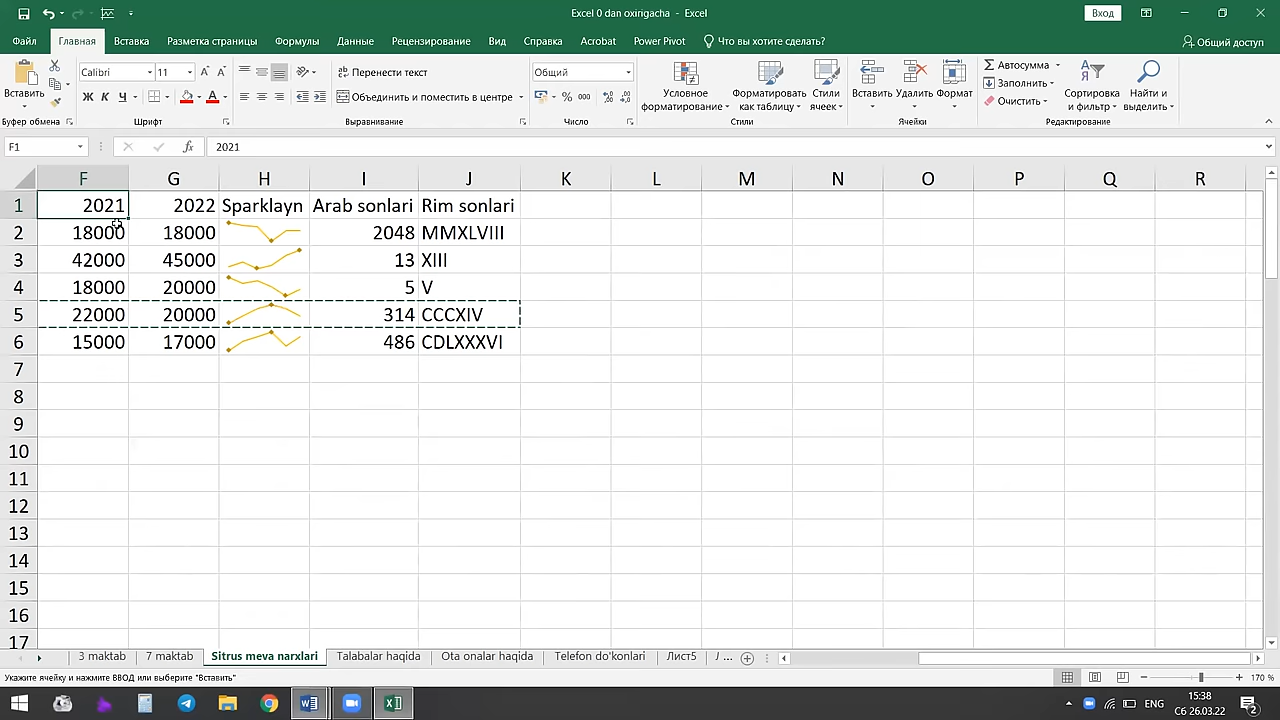 Excel 0 dan oxirigacha - Excel
Вход
Файл Главная Вставка Разметка страницы Формулы Данные Рецензирование Вид Справка Acrobat Power Pivot Что вы хотите сделать? Общий доступ
Вставить
Буфер обмена
Calibri 11
Ж К Ч
Шрифт
Перенести текст
Объединить и поместить в центре
Выравнивание
Общий
% 000
Число
Условное форматирование
Форматировать как таблицу
Стили ячеек
Стили
Вставить Удалить Формат
Ячейки
Автосумма
Заполнить
Очистить
Сортировка и фильтр
Найти и выделить
Редактирование
F1 fx 2021
F G H I J K L M N O P Q R
1 2021 2022 Sparklayn Arab sonlari Rim sonlari
2 18000 18000 2048 MMXLVIII
3 42000 45000 13 XIII
4 18000 20000 5 V
5 22000 20000 314 CCCXIV
6 15000 17000 486 CDLXXXVI
7
8
9
10
11
12
13
14
15
16
17
3 maktab 7 maktab Sitrus meva narxlari Talabalar haqida Ota onalar haqida Telefon do'konlari Лист5 ...
Укажите ячейку и нажмите ВВОД или выберите "Вставить"
170 %
ENG
15:38
Сб 26.03.22
2